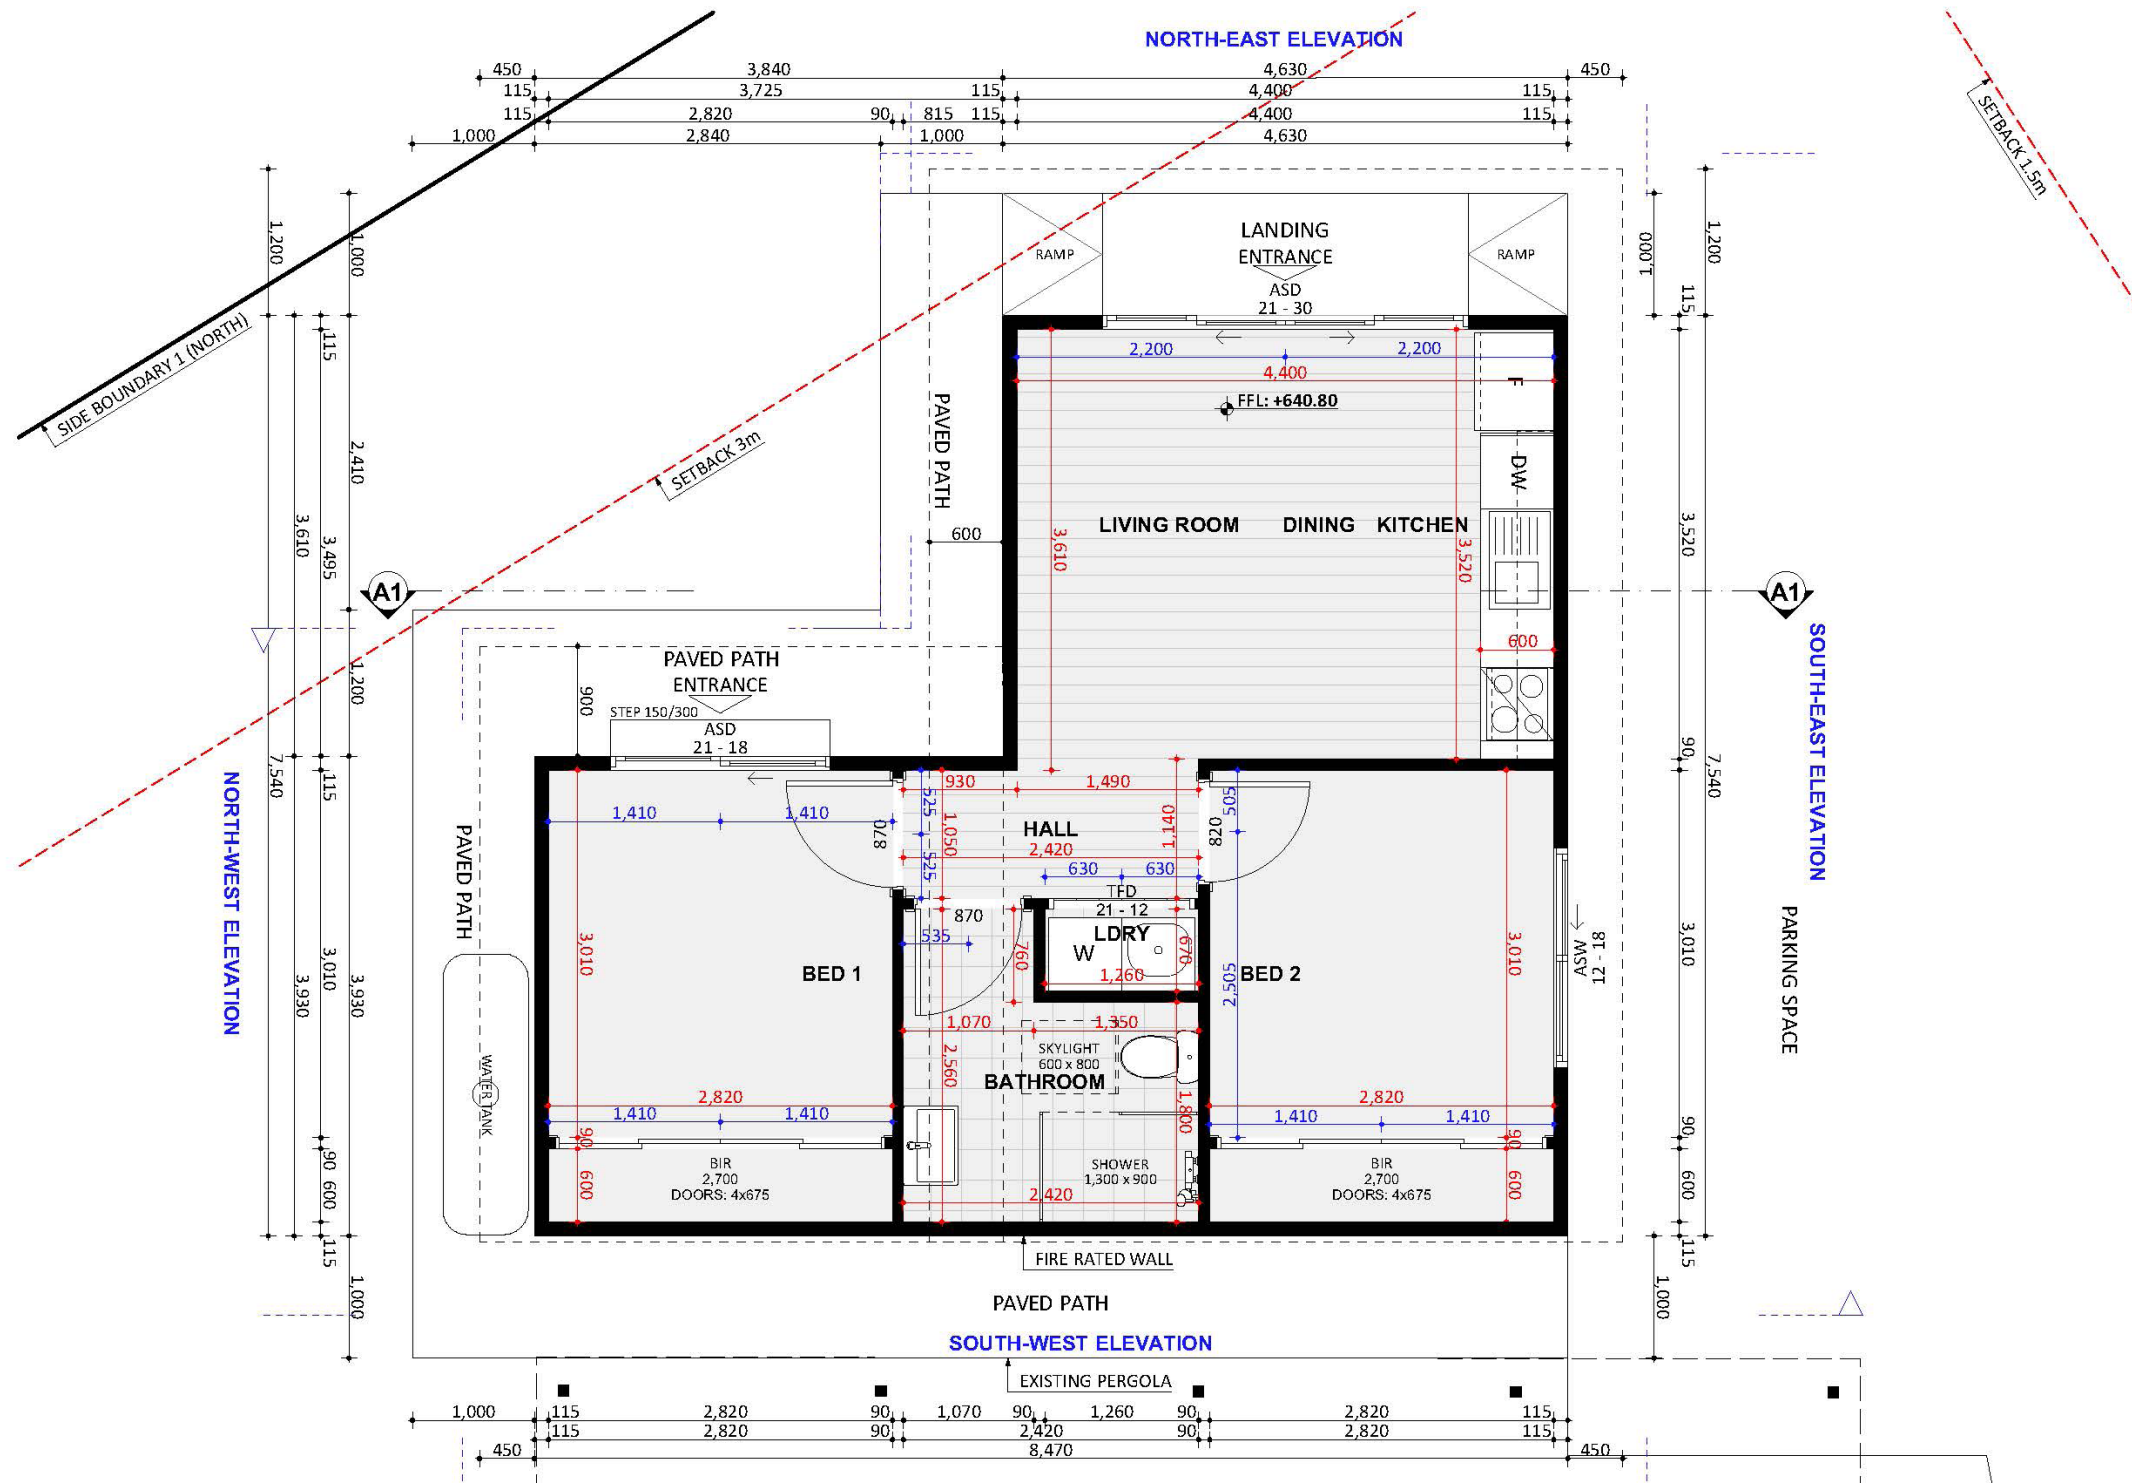 NORTH-EAST ELEVATION
450 3,840 4,630 450
115 3,725 115 4,400 115
115 2,820 90 815 115 4,400 115
1,000 2,840 1,000 4,630
SETBACK 1.5m
SIDE BOUNDARY 1 (NORTH)
SETBACK 3m
1,200
7,540
3,610
3,930
115
3,495
115
3,010
90
600
115
1,000
2,410
1,200
3,930
1,000
NORTH-WEST ELEVATION
A1
A1
RAMP
LANDING
ENTRANCE
ASD
21 - 30
RAMP
2,200 2,200
4,400
FFL: +640.80
F
DW
PAVED PATH
600
LIVING ROOM DINING KITCHEN
3,610
3,520
600
PAVED PATH
ENTRANCE
900
STEP 150/300
ASD
21 - 18
930 1,490
1,410 1,410
870
525
1,050
525
HALL
2,420
1,140
820
505
630 630
TFD
21 - 12
LDRY
W
1,260
670
870
535
760
PAVED PATH
3,010
BED 1
BED 2
2,505
3,010
12 - 18
ASW
PARKING SPACE
SOUTH-EAST ELEVATION
1,070 1,350
SKYLIGHT
600 x 800
BATHROOM
2,560
1,800
WATER TANK
2,820
1,410 1,410
2,820
1,410 1,410
90
600
90
600
BIR
2,700
DOORS: 4x675
SHOWER
1,300 x 900
2,420
BIR
2,700
DOORS: 4x675
1,000
1,200
115
3,520
90
7,540
3,010
90
600
115
1,000
FIRE RATED WALL
PAVED PATH
SOUTH-WEST ELEVATION
EXISTING PERGOLA
1,000 115 2,820 90 1,070 90 1,260 90 2,820 115
115 2,820 90 2,420 90 2,820 115
450 8,470 450